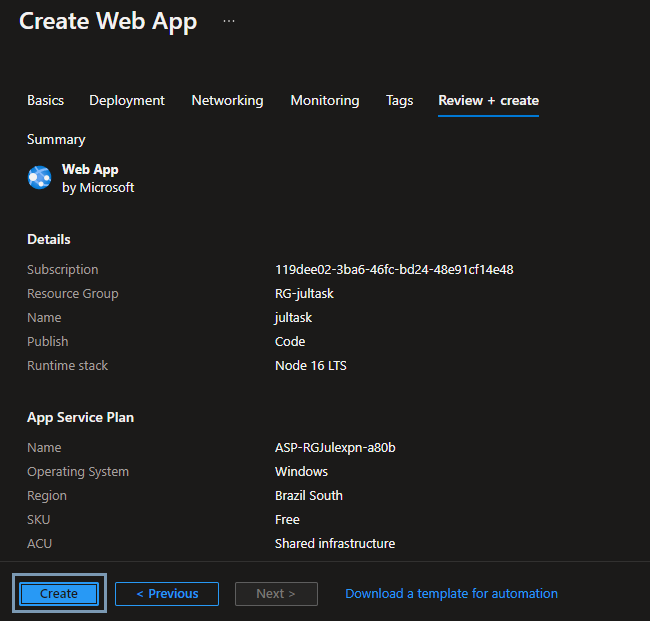 Create Web App ...
Basics Deployment Networking Monitoring Tags Review + create
Summary
Web App
by Microsoft
Details
Subscription 119dee02-3ba6-46fc-bd24-48e91cf14e48
Resource Group RG-jultask
Name jultask
Publish Code
Runtime stack Node 16 LTS
App Service Plan
Name ASP-RGJulexpn-a80b
Operating System Windows
Region Brazil South
SKU Free
ACU Shared infrastructure
Create < Previous Next > Download a template for automation